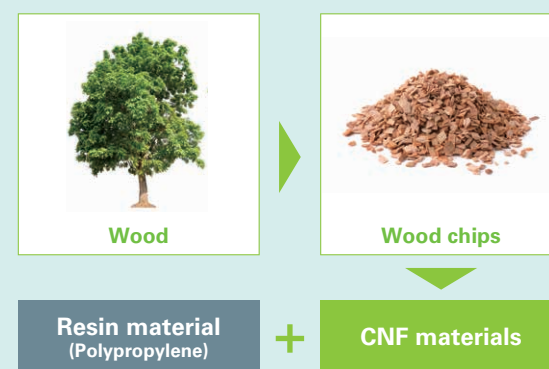 Wood
Wood chips
Resin material
(Polypropylene)
+
CNF materials